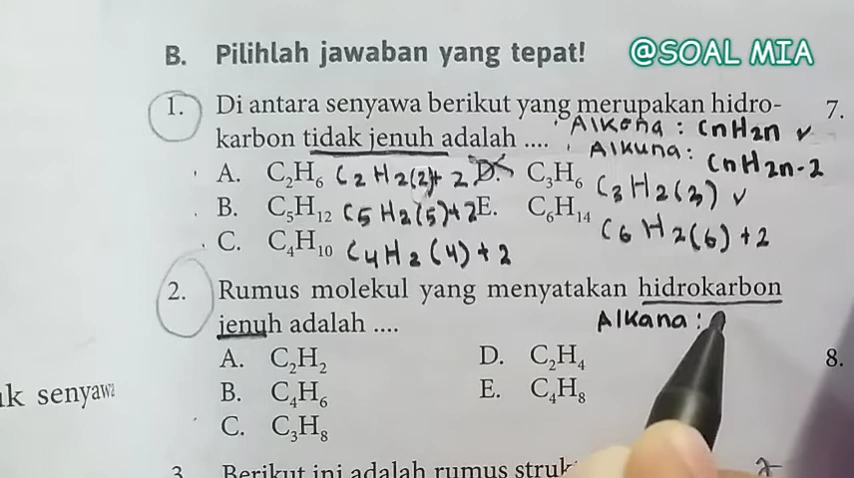 B. Pilihlah jawaban yang tepat! @SOAL MIA
1. Di antara senyawa berikut yang merupakan hidro- 7.
karbon tidak jenuh adalah .... Alkena : CnH2n ✓
Alkuna : CnH2n-2
A. C₂H₆ C2H2(2)+2 D. C₃H₆ C3H2(3) ✓
B. C₅H₁₂ C5H2(5)+2 E. C₆H₁₄ C6H2(6)+2
C. C₄H₁₀ C4H2(4)+2
2. Rumus molekul yang menyatakan hidrokarbon
jenuh adalah .... Alkana :
A. C₂H₂ D. C₂H₄ 8.
B. C₄H₆ E. C₄H₈
C. C₃H₈
3 Berikut ini adalah rumus